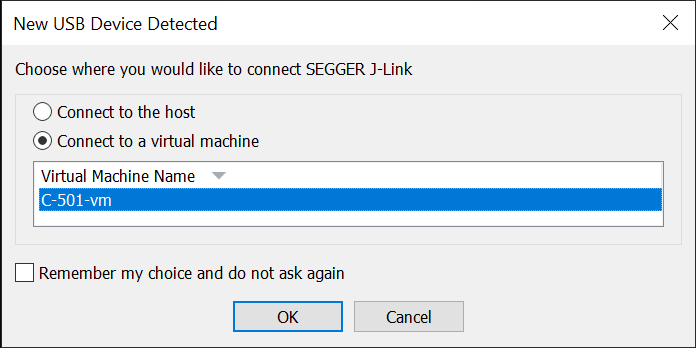 New USB Device Detected
Choose where you would like to connect SEGGER J-Link
Connect to the host
Connect to a virtual machine
Virtual Machine Name
C-501-vm
Remember my choice and do not ask again
OK Cancel